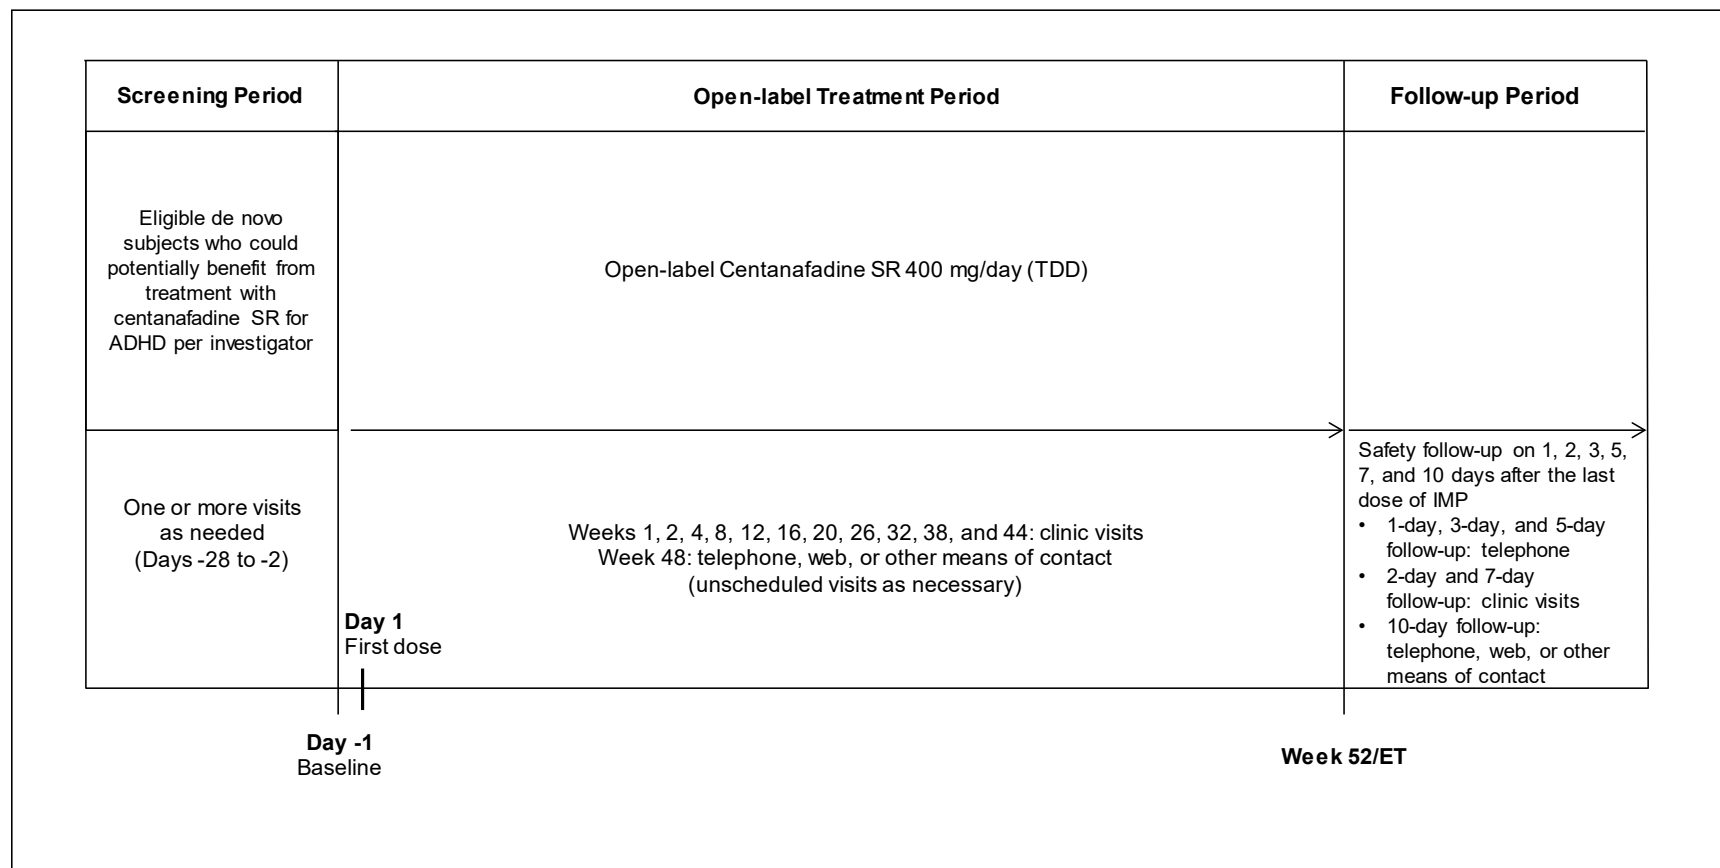 Screening Period
Open-label Treatment Period
Follow-up Period
Eligible de novo
subjects who could
potentially benefit from
treatment with
centanafadine SR for
ADHD per investigator
Open-label Centanafadine SR 400 mg/day (TDD)
One or more visits
as needed
(Days -28 to -2)
Weeks 1, 2, 4, 8, 12, 16, 20, 26, 32, 38, and 44: clinic visits
Week 48: telephone, web, or other means of contact
(unscheduled visits as necessary)
Safety follow-up on 1, 2, 3, 5,
7, and 10 days after the last
dose of IMP
• 1-day, 3-day, and 5-day
follow-up: telephone
• 2-day and 7-day
follow-up: clinic visits
• 10-day follow-up:
telephone, web, or other
means of contact
Day 1
First dose
Day -1
Baseline
Week 52/ET